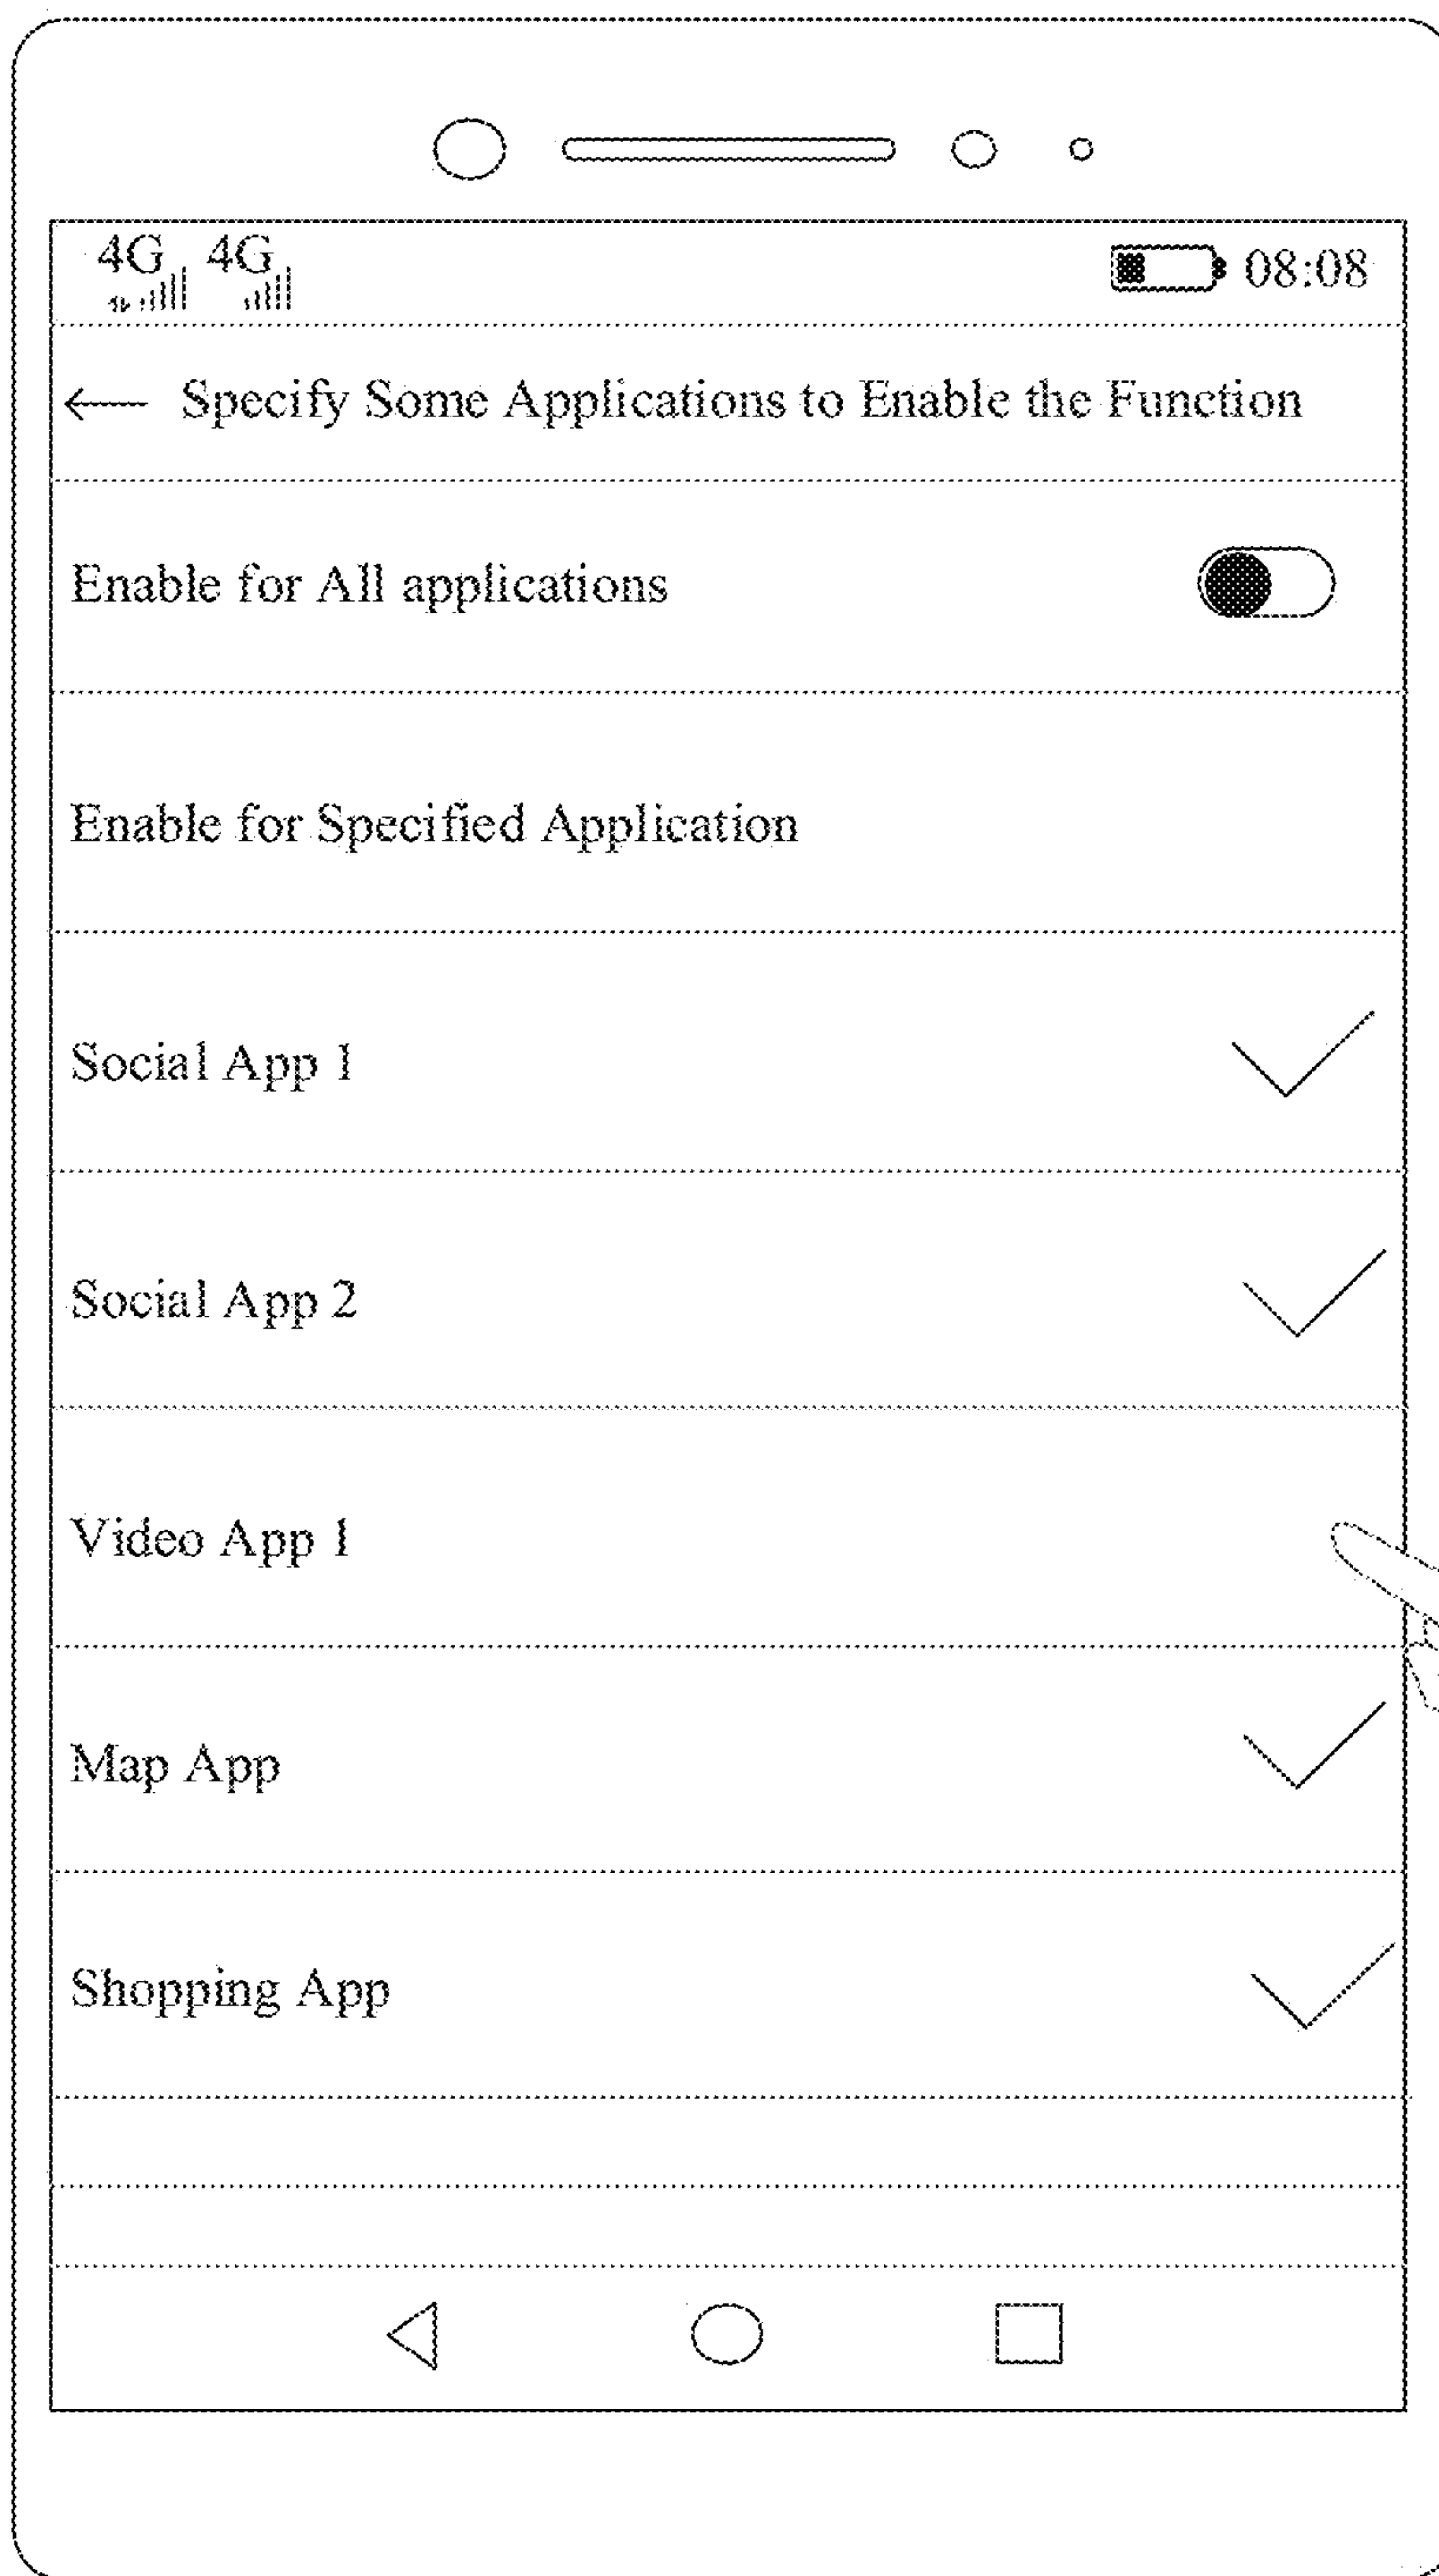 4G 4G 08:08
Specify Some Applications to Enable the Function
Enable for All applications
Enable for Specified Application
Social App 1
Social App 2
Video App 1
Map App
Shopping App